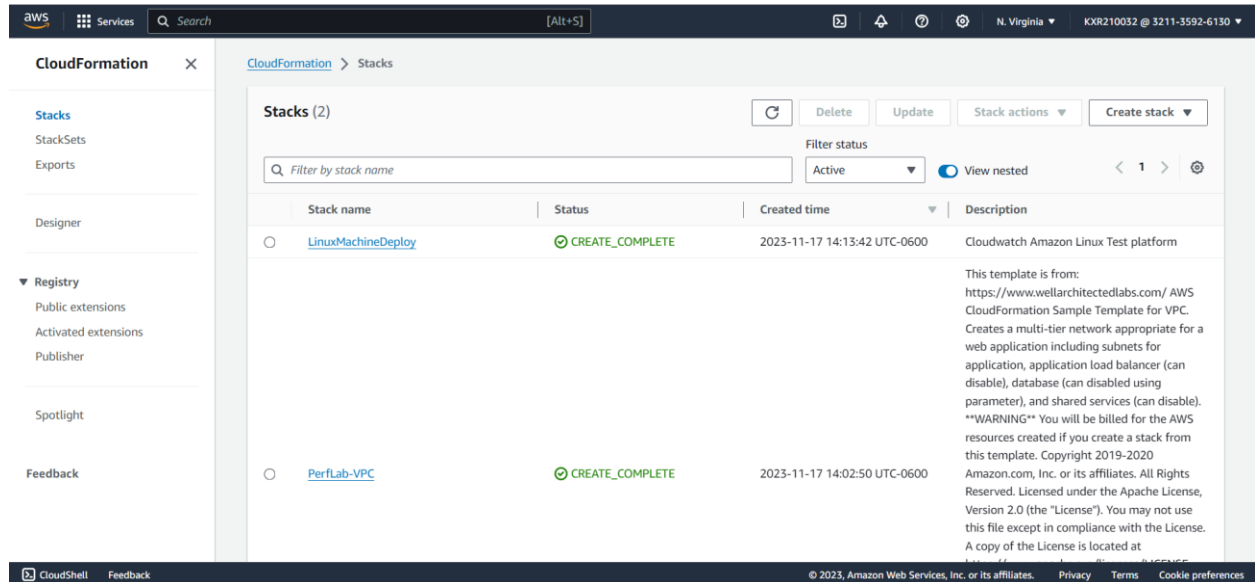 aws Services Search [Alt+S] N. Virginia KXR210032 @ 3211-3592-6130
CloudFormation
Stacks
StackSets
Exports
Designer
Registry
Public extensions
Activated extensions
Publisher
Spotlight
Feedback
CloudFormation > Stacks
Stacks (2) Delete Update Stack actions Create stack
Filter status
Filter by stack name Active View nested < 1 >
Stack name Status Created time Description
LinuxMachineDeploy CREATE_COMPLETE 2023-11-17 14:13:42 UTC-0600 Cloudwatch Amazon Linux Test platform
PerfLab-VPC CREATE_COMPLETE 2023-11-17 14:02:50 UTC-0600
This template is from:
https://www.wellarchitectedlabs.com/ AWS
CloudFormation Sample Template for VPC.
Creates a multi-tier network appropriate for a
web application including subnets for
application, application load balancer (can
disable), database (can disabled using
parameter), and shared services (can disable).
**WARNING** You will be billed for the AWS
resources created if you create a stack from
this template. Copyright 2019-2020
Amazon.com, Inc. or its affiliates. All Rights
Reserved. Licensed under the Apache License,
Version 2.0 (the "License"). You may not use
this file except in compliance with the License.
A copy of the License is located at
CloudShell Feedback © 2023, Amazon Web Services, Inc. or its affiliates. Privacy Terms Cookie preferences